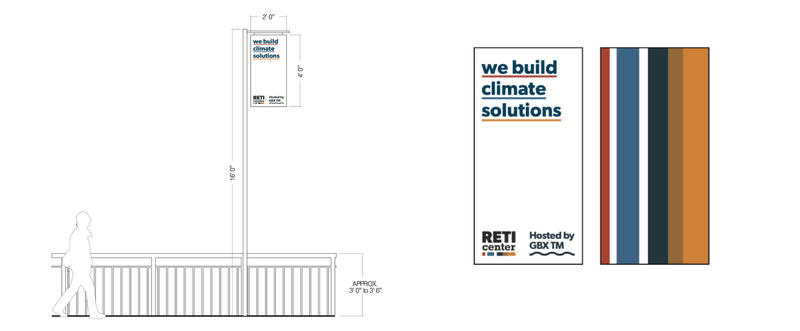 2' 0"
we build
climate
solutions
4' 0"
RETI
center
Hosted by
GBX TM
16' 0"
APPROX.
3' 0" to 3' 6"
we build
climate
solutions
RETI
center
Hosted by
GBX TM